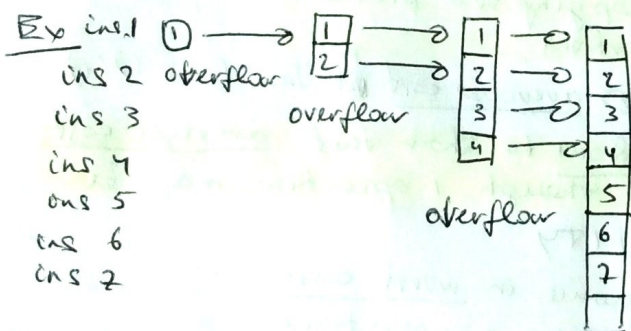 Ex ins.1 1 1 1 1
ins 2 overflow 2 2 2
ins 3 overflow 3 3
ins 4 4 4
ins 5 overflow 5
ins 6 6
ins 7 7